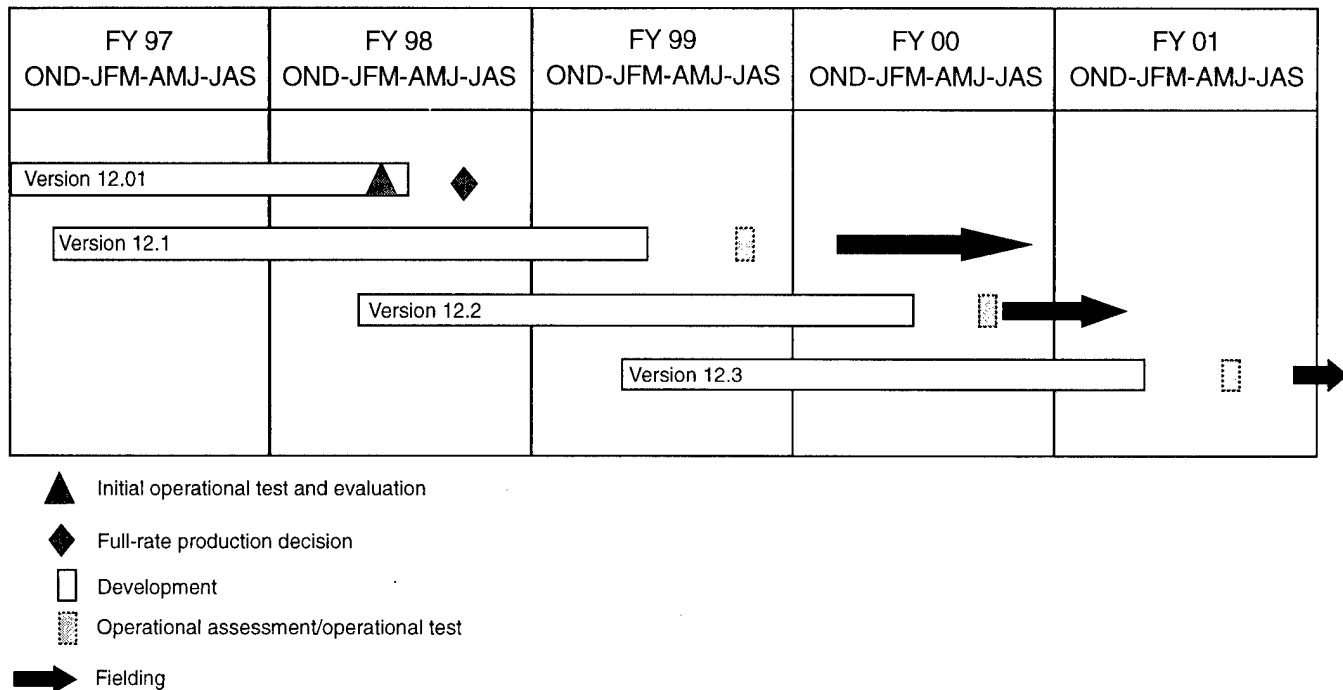 FY 97
OND-JFM-AMJ-JAS
FY 98
OND-JFM-AMJ-JAS
FY 99
OND-JFM-AMJ-JAS
FY 00
OND-JFM-AMJ-JAS
FY 01
OND-JFM-AMJ-JAS
Version 12.01
Version 12.1
Version 12.2
Version 12.3
Initial operational test and evaluation
Full-rate production decision
Development
Operational assessment/operational test
Fielding